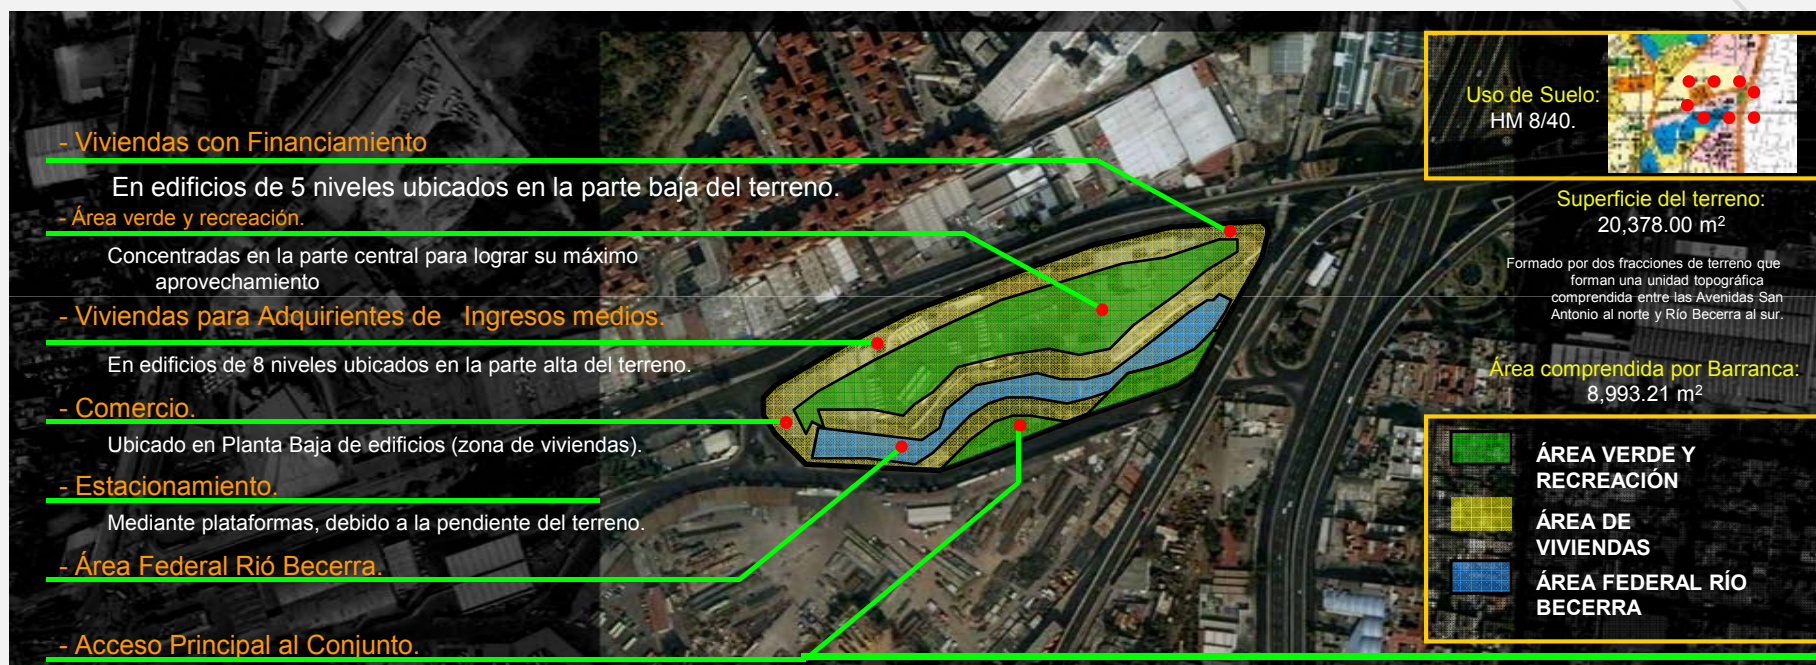 - Viviendas con Financiamiento
En edificios de 5 niveles ubicados en la parte baja del terreno.
- Área verde y recreación.
Concentradas en la parte central para lograr su máximo
aprovechamiento
- Viviendas para Adquirientes de Ingresos medios.
En edificios de 8 niveles ubicados en la parte alta del terreno.
- Comercio.
Ubicado en Planta Baja de edificios (zona de viviendas).
- Estacionamiento.
Mediante plataformas, debido a la pendiente del terreno.
- Área Federal Rió Becerra.
- Acceso Principal al Conjunto.
Uso de Suelo:
HM 8/40.
Superficie del terreno:
20,378.00 m²
Formado por dos fracciones de terreno que
forman una unidad topográfica
comprendida entre las Avenidas San
Antonio al norte y Río Becerra al sur.
Área comprendida por Barranca:
8,993.21 m²
ÁREA VERDE Y
RECREACIÓN
ÁREA DE
VIVIENDAS
ÁREA FEDERAL RÍO
BECERRA